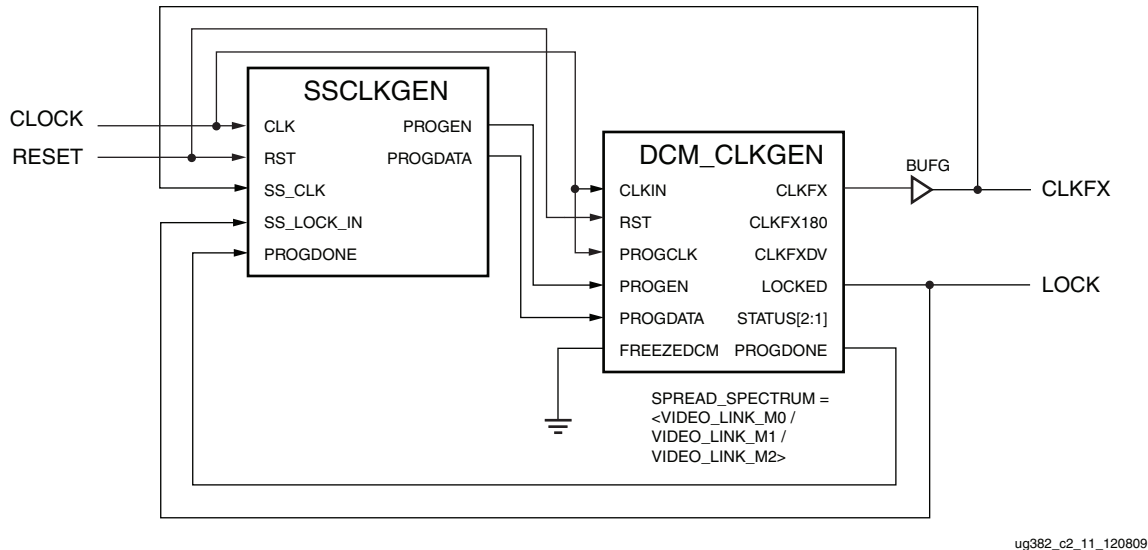 SSCLKGEN
CLOCK
RESET
CLK
RST
SS_CLK
SS_LOCK_IN
PROGDONE
PROGEN
PROGDATA
DCM_CLKGEN
CLKIN
RST
PROGCLK
PROGEN
PROGDATA
FREEZEDCM
CLKFX
CLKFX180
CLKFXDV
LOCKED
STATUS[2:1]
PROGDONE
BUFG
CLKFX
LOCK
SPREAD_SPECTRUM =
<VIDEO_LINK_M0 /
VIDEO_LINK_M1 /
VIDEO_LINK_M2>
ug382_c2_11_120809